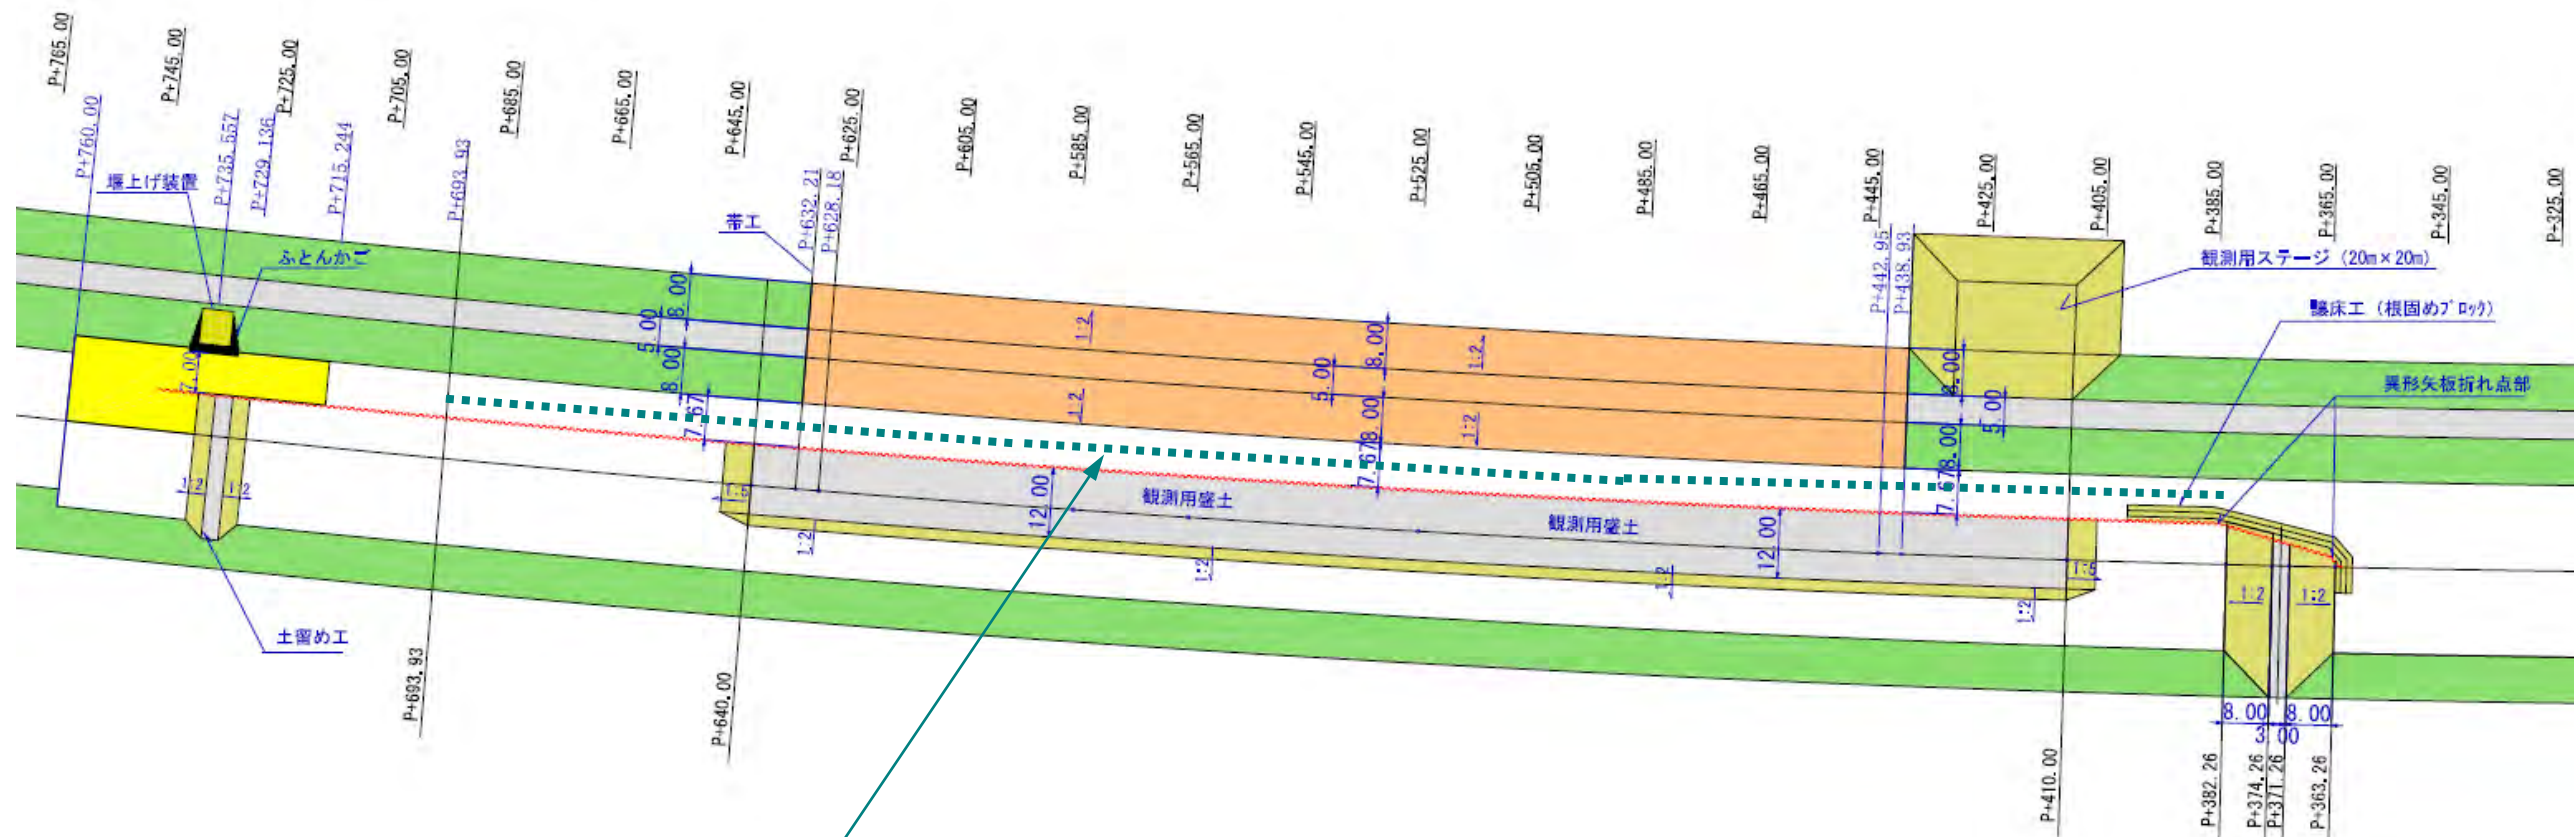 P+765.00
P+745.00
P+725.00
P+705.00
P+685.00
P+665.00
P+645.00
P+625.00
P+605.00
P+585.00
P+565.00
P+545.00
P+525.00
P+505.00
P+485.00
P+465.00
P+445.00
P+425.00
P+405.00
P+385.00
P+365.00
P+345.00
P+325.00
P+760.00
P+735.557
P+729.136
P+715.244
P+693.93
P+632.21
P+628.18
P+442.95
P+438.93
堰上げ装置
ふとんかご
帯工
観測用ステージ (20m×20m)
護床工 (根固めブロック)
異形矢板折れ点部
7.00
8.00
5.00
8.00
7.67
1:2
1:2
8.00
5.00
8.00
7.67
1:2
1:2
8.00
5.00
8.00
7.67
1:2
1:2
1:5
12.00
観測用盛土
観測用盛土
12.00
1:2
1:2
1:2
1:2
1:5
1:2
1:2
土留め工
8.00
8.00
3.00
P+693.93
P+640.00
P+410.00
P+382.26
P+374.26
P+371.26
P+363.26